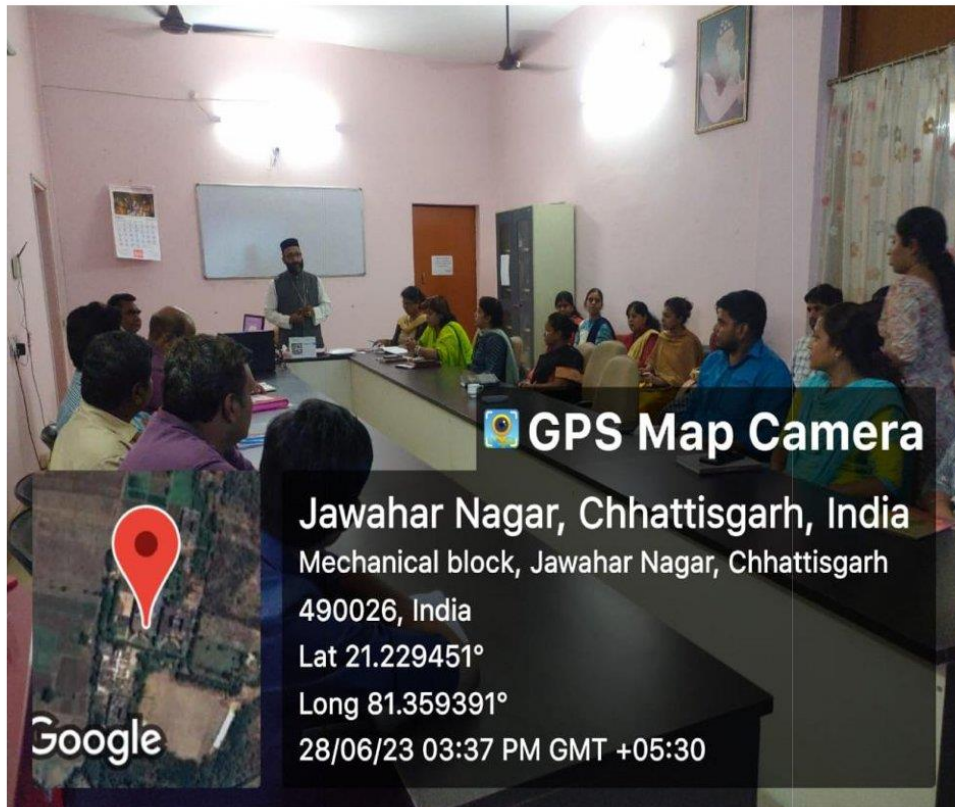 GPS Map Camera
Jawahar Nagar, Chhattisgarh, India
Mechanical block, Jawahar Nagar, Chhattisgarh
490026, India
Lat 21.229451°
Long 81.359391°
28/06/23 03:37 PM GMT +05:30
Google